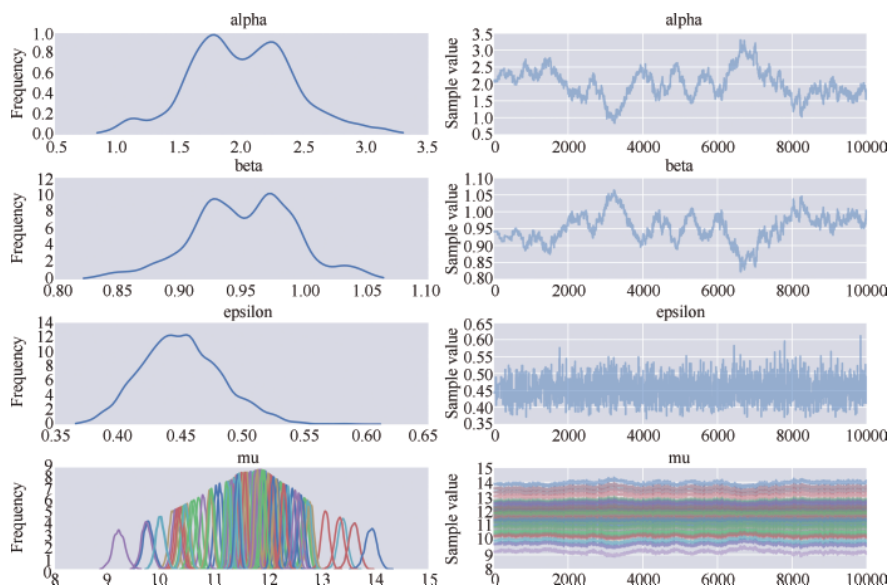 alpha
Frequency
1.0
0.8
0.6
0.4
0.2
0.0
0.5 1.0 1.5 2.0 2.5 3.0 3.5
alpha
Sample value
3.5
3.0
2.5
2.0
1.5
1.0
0.5
0 2000 4000 6000 8000 10000
beta
Frequency
12
10
8
6
4
2
0
0.80 0.85 0.90 0.95 1.00 1.05 1.10
beta
Sample value
1.10
1.05
1.00
0.95
0.90
0.85
0.80
0 2000 4000 6000 8000 10000
epsilon
Frequency
14
12
10
8
6
4
2
0
0.35 0.40 0.45 0.50 0.55 0.60 0.65
epsilon
Sample value
0.65
0.60
0.55
0.50
0.45
0.40
0.35
0 2000 4000 6000 8000 10000
mu
Frequency
9
8
7
6
5
4
3
2
1
0
8 9 10 11 12 13 14 15
mu
Sample value
15
14
13
12
11
10
9
8
0 2000 4000 6000 8000 10000